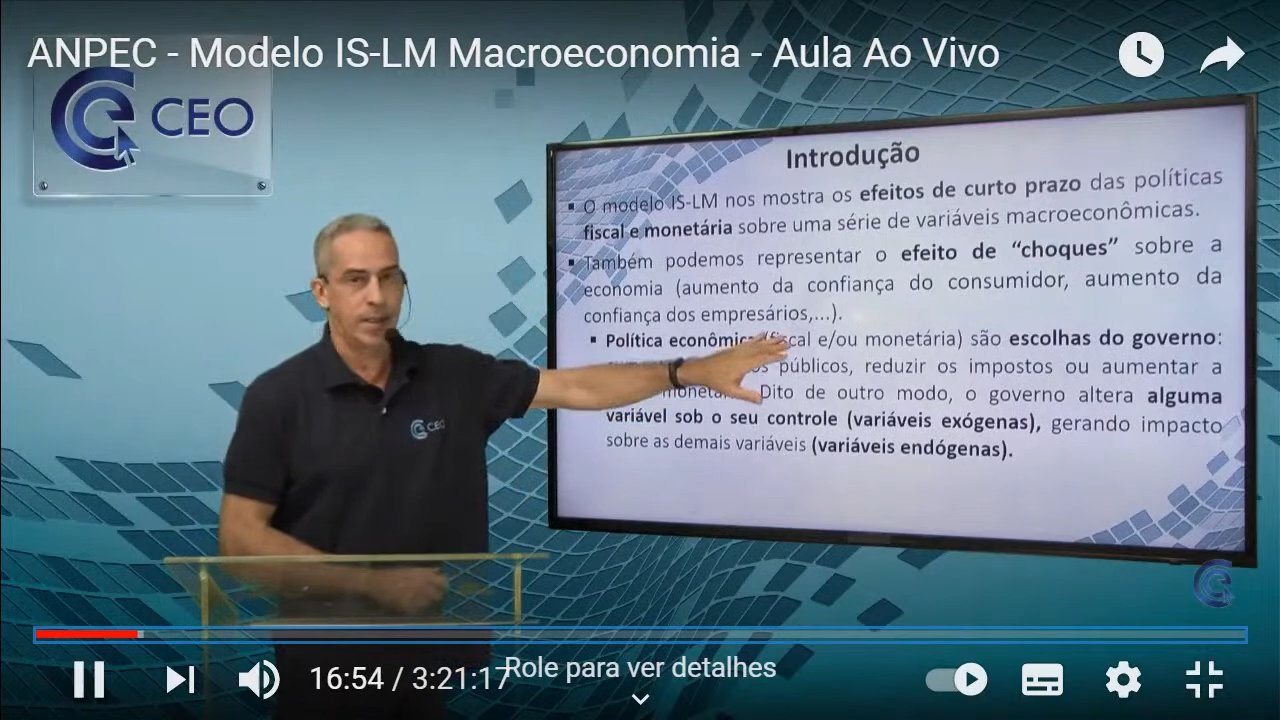 ANPEC - Modelo IS-LM Macroeconomia - Aula Ao Vivo
CEO
Introdução
▪ O modelo IS-LM nos mostra os efeitos de curto prazo das políticas
fiscal e monetária sobre uma série de variáveis macroeconômicas.
▪ Também podemos representar o efeito de “choques” sobre a
economia (aumento da confiança do consumidor, aumento da
confiança dos empresários,...).
▪ Política econômica (fiscal e/ou monetária) são escolhas do governo:
públicos, reduzir os impostos ou aumentar a
Dito de outro modo, o governo altera alguma
variável sob o seu controle (variáveis exógenas), gerando impacto
sobre as demais variáveis (variáveis endógenas).
CEO
16:54 / 3:21:17
Role para ver detalhes